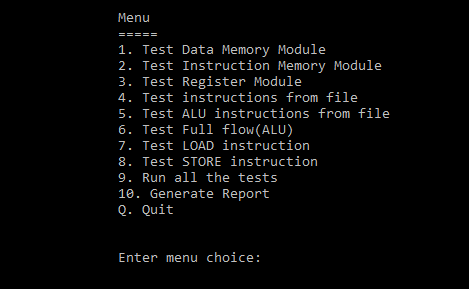 Menu
=====
1. Test Data Memory Module
2. Test Instruction Memory Module
3. Test Register Module
4. Test instructions from file
5. Test ALU instructions from file
6. Test Full flow(ALU)
7. Test LOAD instruction
8. Test STORE instruction
9. Run all the tests
10. Generate Report
Q. Quit
Enter menu choice: